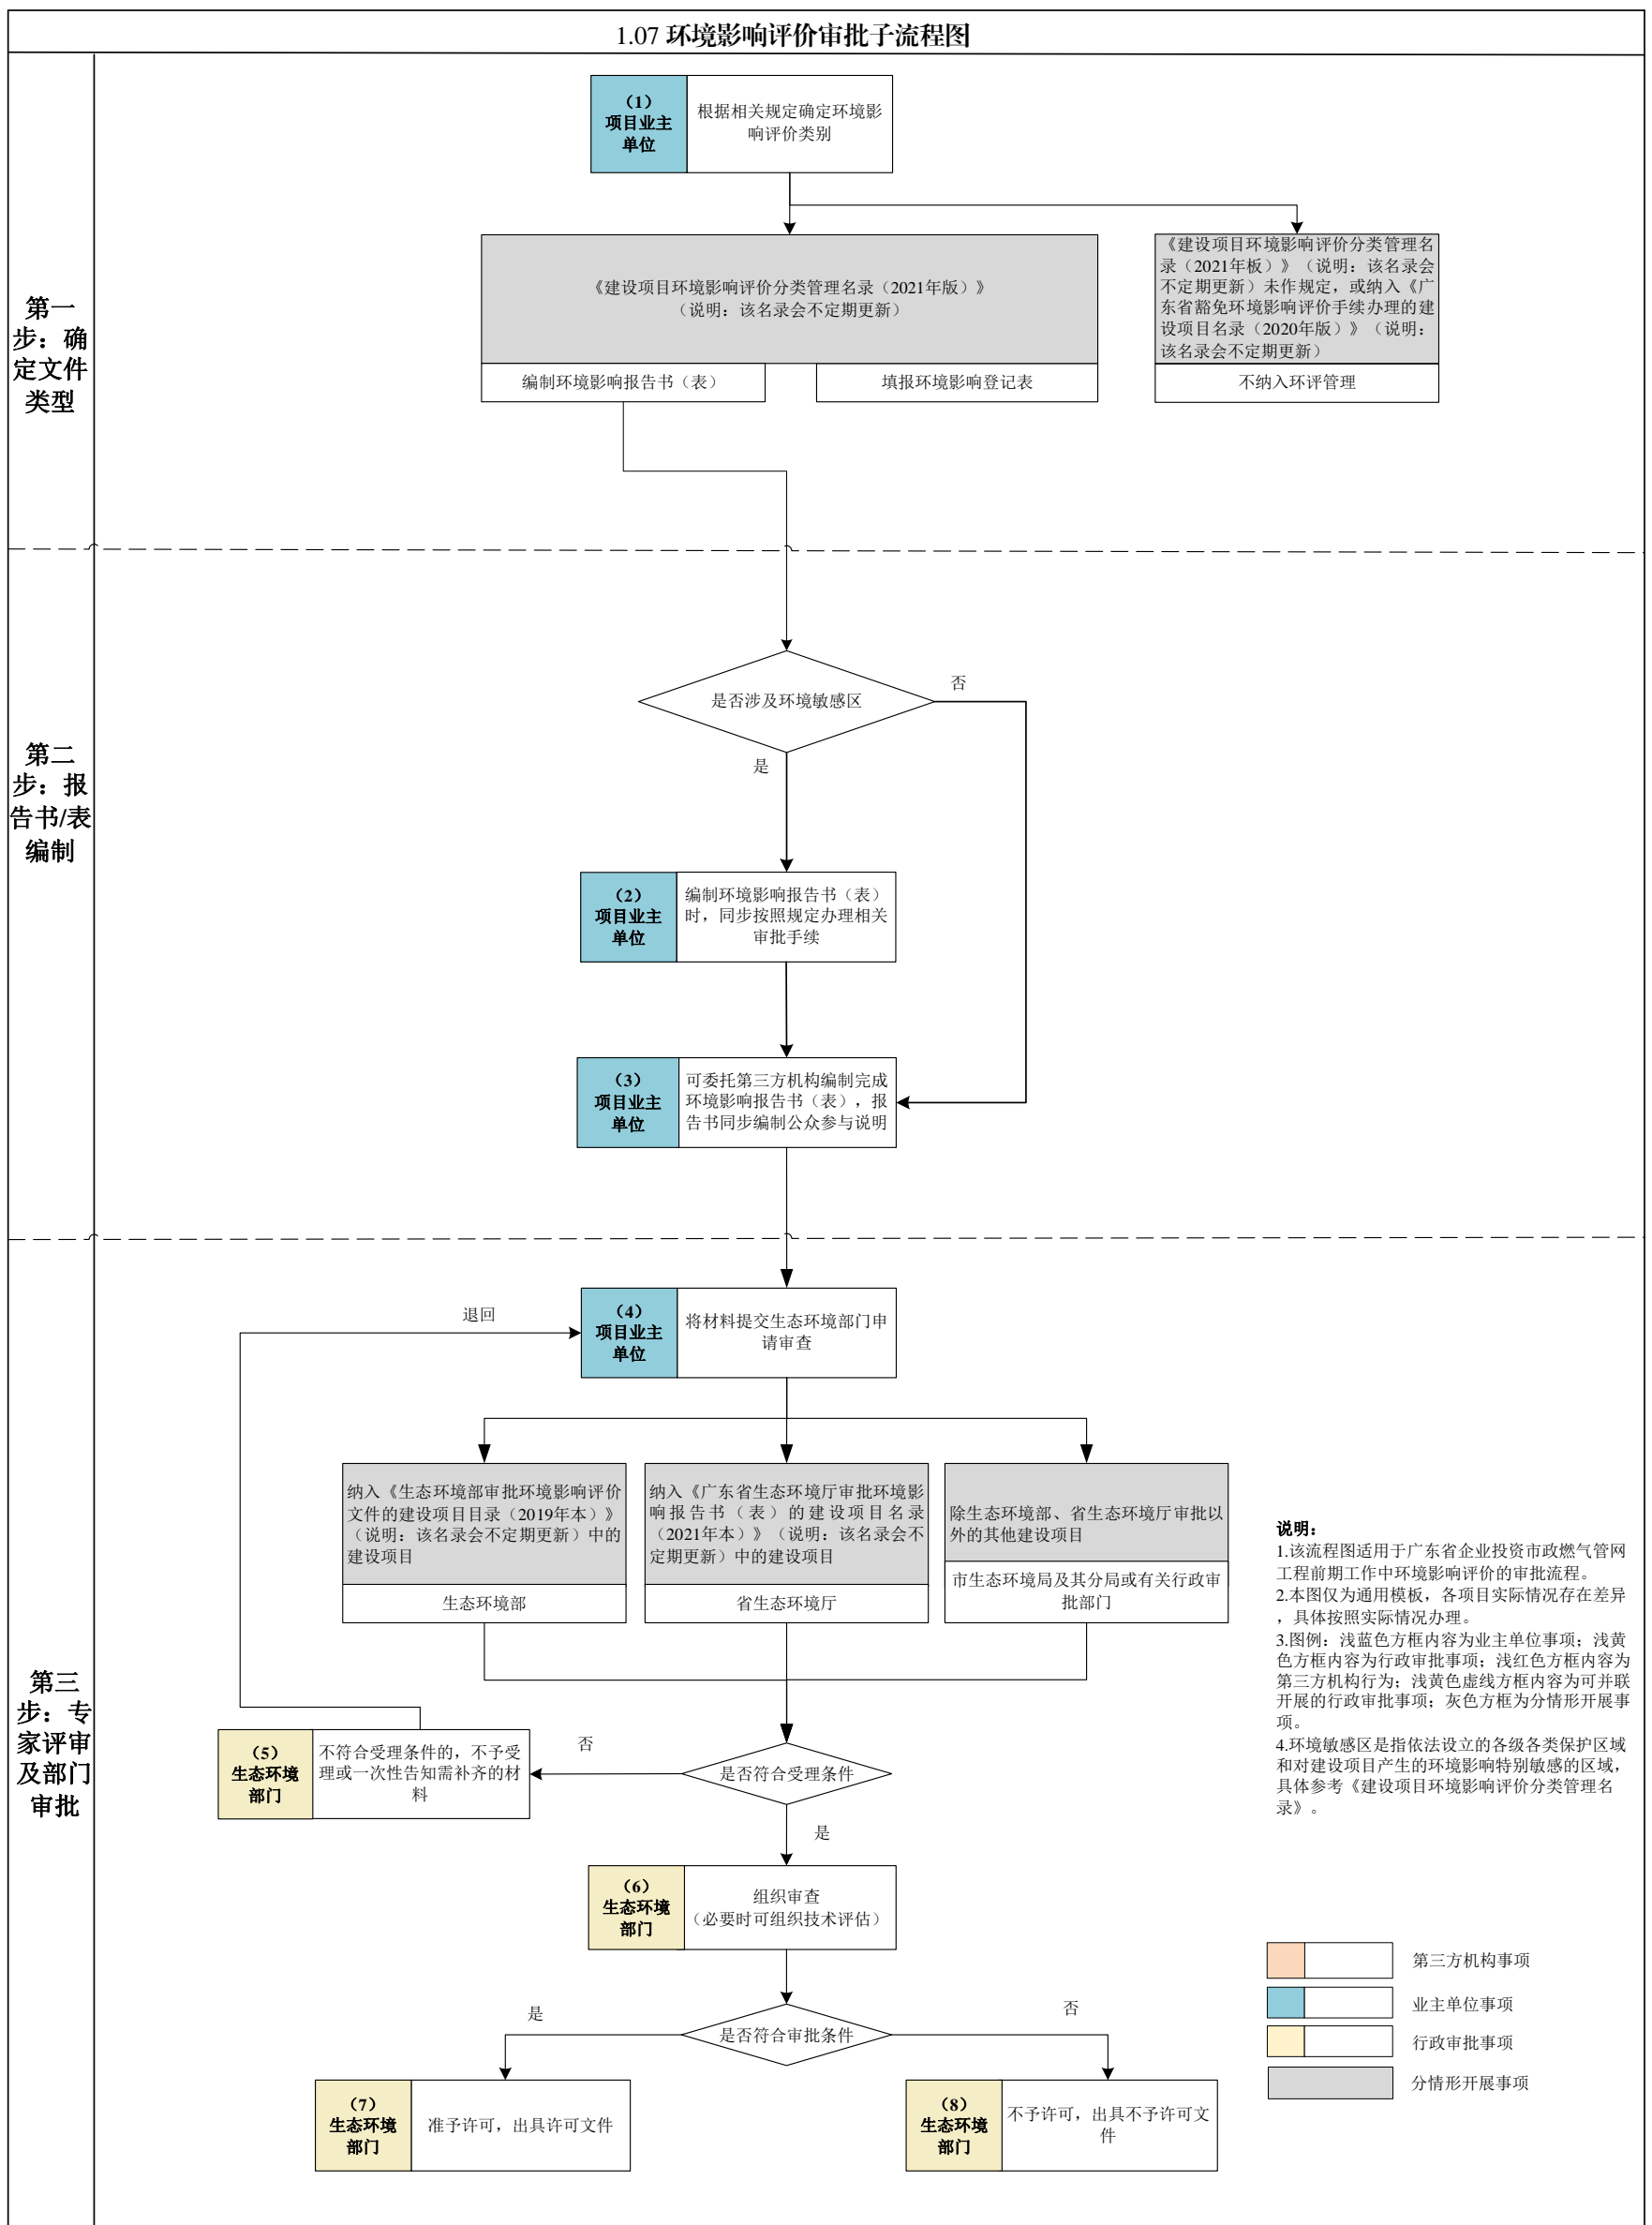 1.07 环境影响评价审批子流程图
第一
步：确
定文件
类型
（1）
项目业主
单位
根据相关规定确定环境影
响评价类别
《建设项目环境影响评价分类管理名录（2021年版）》
（说明：该名录会不定期更新）
编制环境影响报告书（表）
填报环境影响登记表
《建设项目环境影响评价分类管理名
录（2021年板）》（说明：该名录会
不定期更新）未作规定，或纳入《广
东省豁免环境影响评价手续办理的建
设项目名录（2020年版）》（说明：
该名录会不定期更新）
不纳入环评管理
第二
步：报
告书/表
编制
是否涉及环境敏感区
否
是
（2）
项目业主
单位
编制环境影响报告书（表）
时，同步按照规定办理相关
审批手续
（3）
项目业主
单位
可委托第三方机构编制完成
环境影响报告书（表），报
告书同步编制公众参与说明
第三
步：专
家评审
及部门
审批
退回
（4）
项目业主
单位
将材料提交生态环境部门申
请审查
纳入《生态环境部审批环境影响评价
文件的建设项目目录（2019年本）》
（说明：该名录会不定期更新）中的
建设项目
生态环境部
纳入《广东省生态环境厅审批环境影
响报告书（表）的建设项目名录
（2021年本）》（说明：该名录会不
定期更新）中的建设项目
省生态环境厅
除生态环境部、省生态环境厅审批以
外的其他建设项目
市生态环境局及其分局或有关行政审
批部门
（5）
生态环境
部门
不符合受理条件的，不予受
理或一次性告知需补齐的材
料
否
是否符合受理条件
是
（6）
生态环境
部门
组织审查
（必要时可组织技术评估）
是
是否符合审批条件
否
（7）
生态环境
部门
准予许可，出具许可文件
（8）
生态环境
部门
不予许可，出具不予许可文
件
说明：
1.该流程图适用于广东省企业投资市政燃气管网
工程前期工作中环境影响评价的审批流程。
2.本图仅为通用模板，各项目实际情况存在差异
，具体按照实际情况办理。
3.图例：浅蓝色方框内容为业主单位事项；浅黄
色方框内容为行政审批事项；浅红色方框内容为
第三方机构行为；浅黄色虚线方框内容为可并联
开展的行政审批事项；灰色方框为分情形开展事
项。
4.环境敏感区是指依法设立的各级各类保护区域
和对建设项目产生的环境影响特别敏感的区域，
具体参考《建设项目环境影响评价分类管理名
录》。
第三方机构事项
业主单位事项
行政审批事项
分情形开展事项